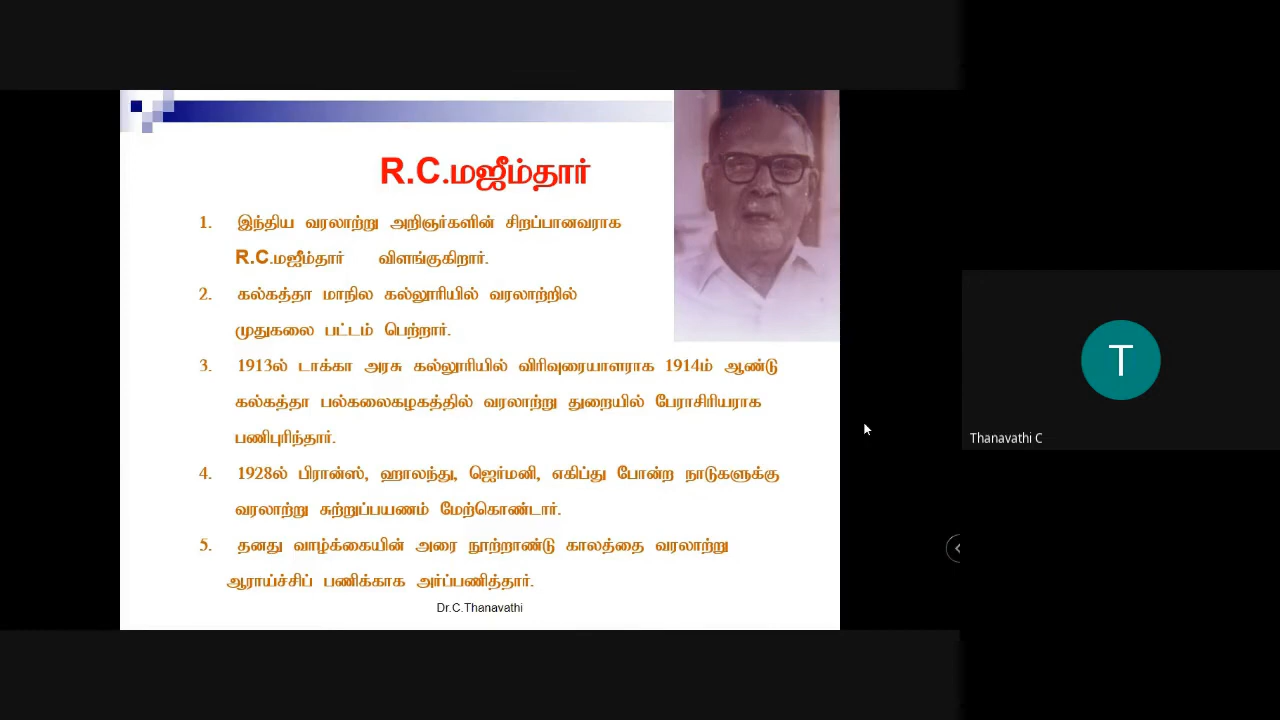 R.C.மஜீம்தார்
1. இந்திய வரலாற்று அறிஞர்களின் சிறப்பானவராக
R.C.மஜீம்தார் விளங்குகிறார்.
2. கல்கத்தா மாநில கல்லூரியில் வரலாற்றில்
முதுகலை பட்டம் பெற்றார்.
3. 1913ல் டாக்கா அரசு கல்லூரியில் விரிவுரையாளராக 1914ம் ஆண்டு
கல்கத்தா பல்கலைகழகத்தில் வரலாற்று துறையில் பேராசிரியராக
பணிபுரிந்தார்.
4. 1928ல் பிரான்ஸ், ஹாலந்து, ஜெர்மனி, எகிப்து போன்ற நாடுகளுக்கு
வரலாற்று சுற்றுப்பயணம் மேற்கொண்டார்.
5. தனது வாழ்க்கையின் அரை நூற்றாண்டு காலத்தை வரலாற்று
ஆராய்ச்சிப் பணிக்காக அர்ப்பணித்தார்.
Dr.C.Thanavathi
T
Thanavathi C